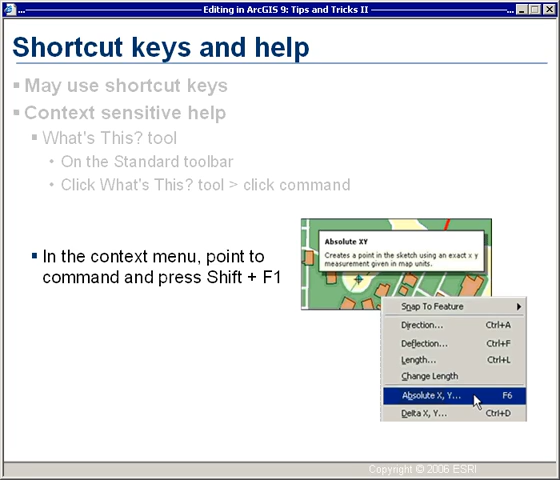 Editing in ArcGIS 9: Tips and Tricks II
Shortcut keys and help
May use shortcut keys
Context sensitive help
What's This? tool
On the Standard toolbar
Click What's This? tool > click command
In the context menu, point to
command and press Shift + F1
Absolute XY
Creates a point in the sketch using an exact x y
measurement given in map units.
Snap To Feature
Direction... Ctrl+A
Deflection... Ctrl+F
Length... Ctrl+L
Change Length
Absolute X, Y... F6
Delta X, Y... Ctrl+D
Copyright © 2006 ESRI